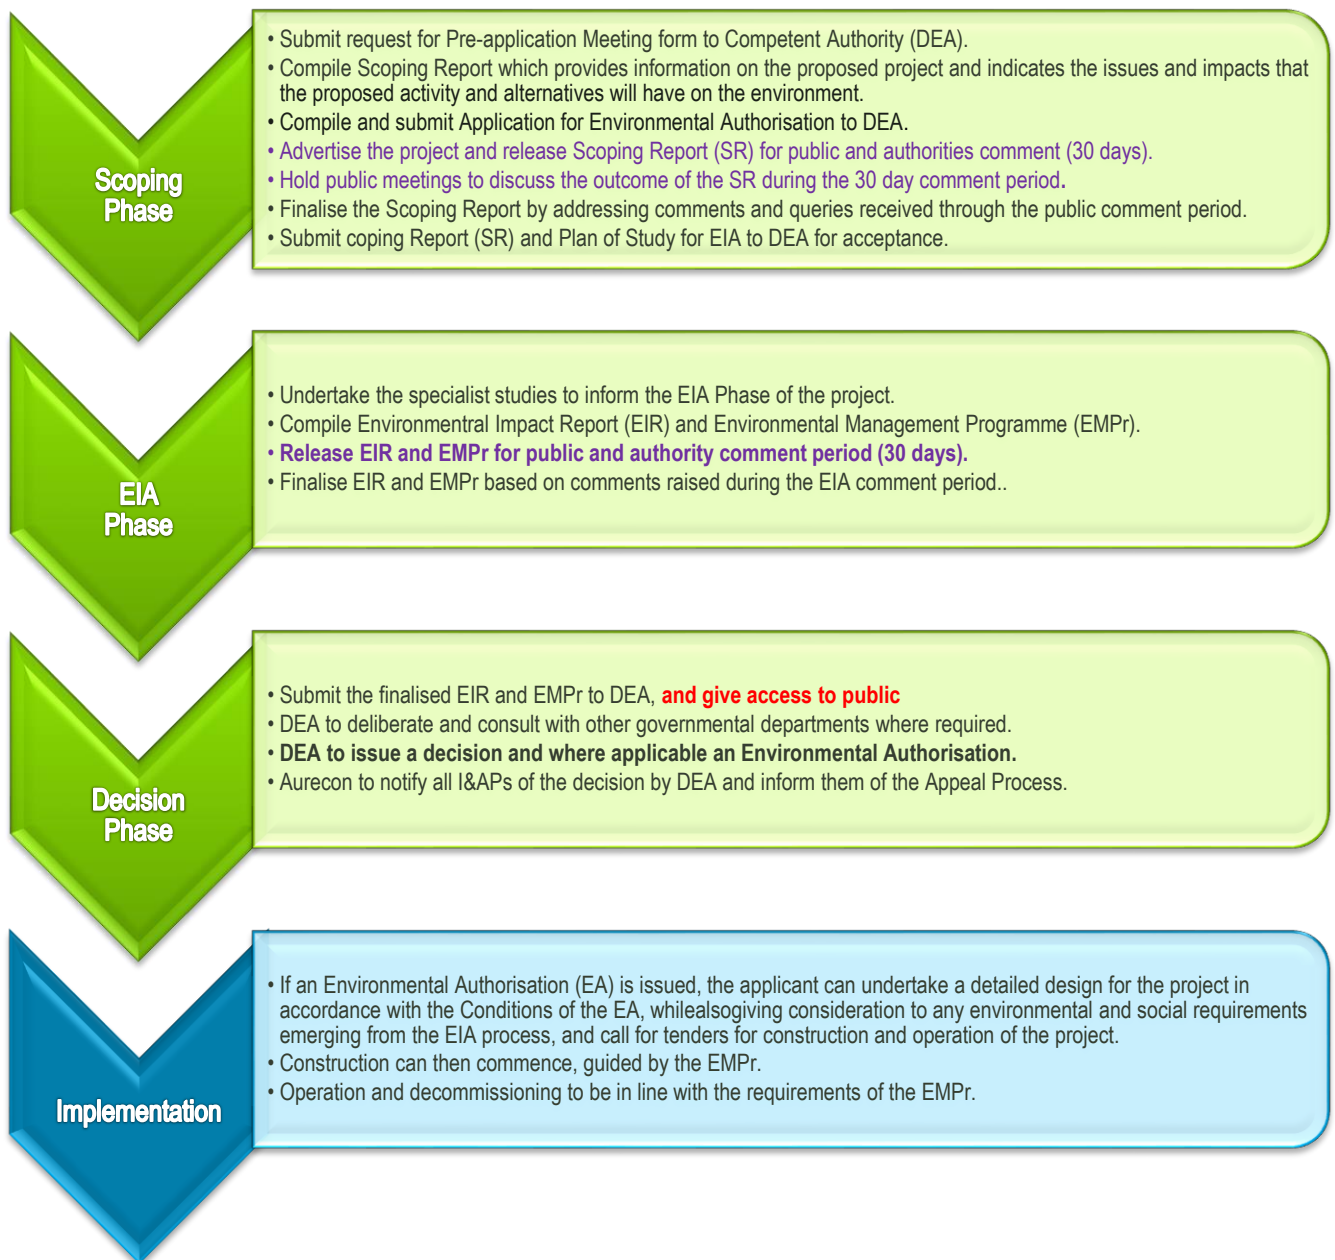 Scoping
Phase
• Submit request for Pre-application Meeting form to Competent Authority (DEA).
• Compile Scoping Report which provides information on the proposed project and indicates the issues and impacts that
the proposed activity and alternatives will have on the environment.
• Compile and submit Application for Environmental Authorisation to DEA.
• Advertise the project and release Scoping Report (SR) for public and authorities comment (30 days).
• Hold public meetings to discuss the outcome of the SR during the 30 day comment period.
• Finalise the Scoping Report by addressing comments and queries received through the public comment period.
• Submit coping Report (SR) and Plan of Study for EIA to DEA for acceptance.
EIA
Phase
• Undertake the specialist studies to inform the EIA Phase of the project.
• Compile Environmentral Impact Report (EIR) and Environmental Management Programme (EMPr).
• Release EIR and EMPr for public and authority comment period (30 days).
• Finalise EIR and EMPr based on comments raised during the EIA comment period..
Decision
Phase
• Submit the finalised EIR and EMPr to DEA, and give access to public
• DEA to deliberate and consult with other governmental departments where required.
• DEA to issue a decision and where applicable an Environmental Authorisation.
• Aurecon to notify all I&APs of the decision by DEA and inform them of the Appeal Process.
Implementation
• If an Environmental Authorisation (EA) is issued, the applicant can undertake a detailed design for the project in
accordance with the Conditions of the EA, whilealsogiving consideration to any environmental and social requirements
emerging from the EIA process, and call for tenders for construction and operation of the project.
• Construction can then commence, guided by the EMPr.
• Operation and decommissioning to be in line with the requirements of the EMPr.